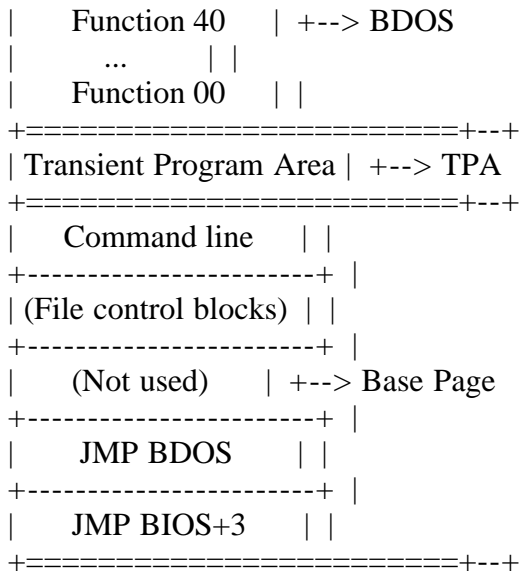 |      Function 40      |  +--> BDOS
|          ...          |  |
|      Function 00      |  |
+========================+--+
| Transient Program Area |  +--> TPA
+========================+--+
|     Command line      |  |
+------------------------+  |
| (File control blocks)  |  |
+------------------------+  |
|      (Not used)       |  +--> Base Page
+------------------------+  |
|       JMP BDOS        |  |
+------------------------+  |
|      JMP BIOS+3       |  |
+========================+--+